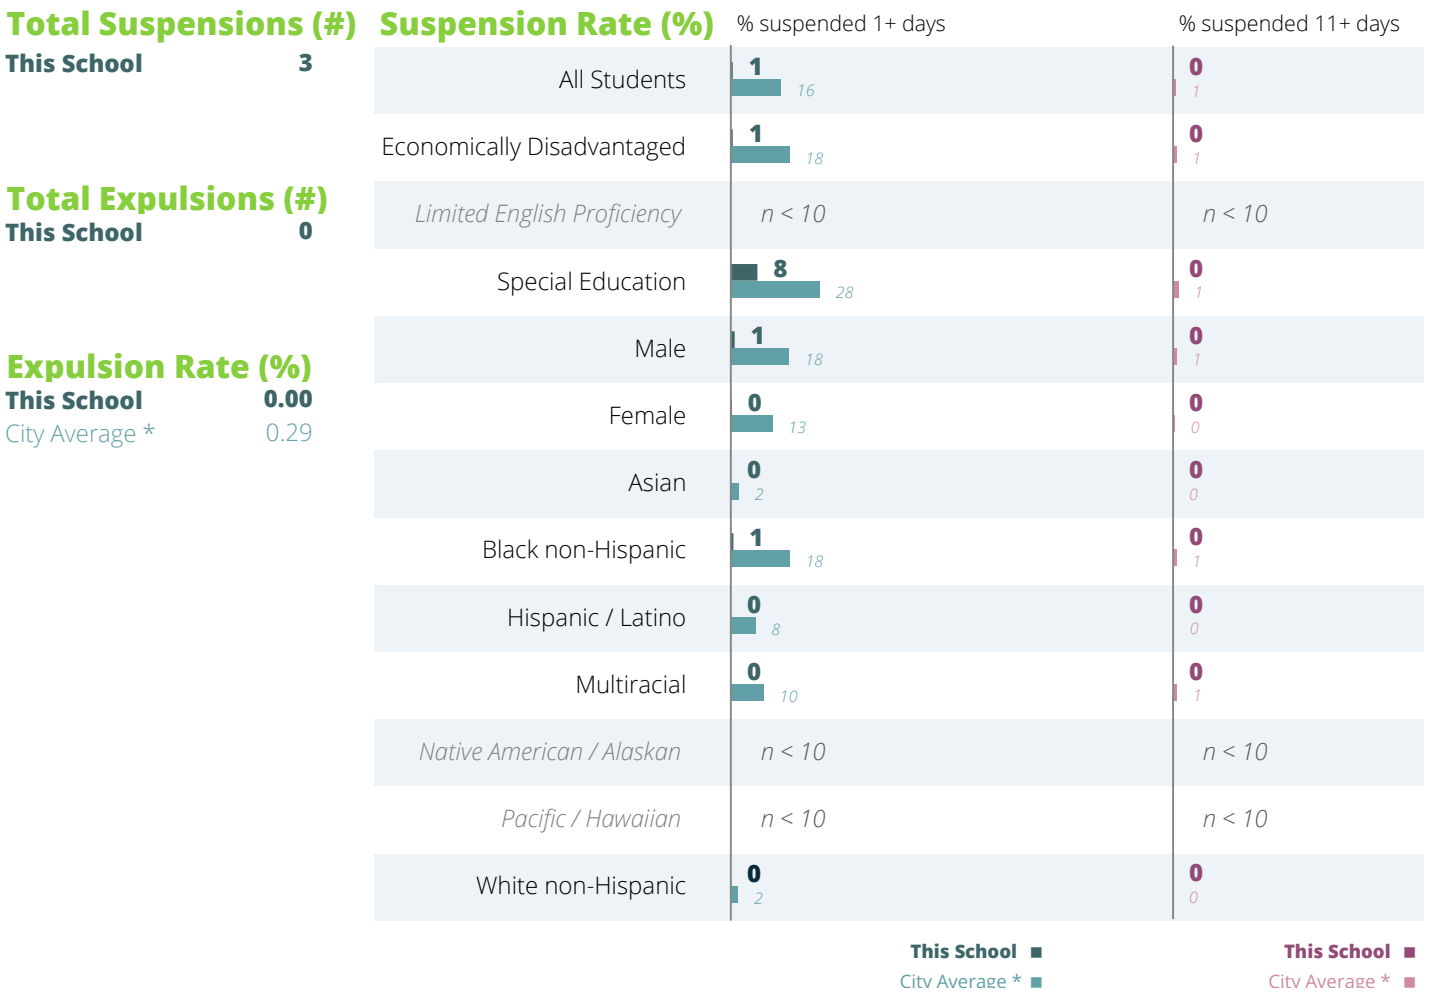 Total Suspensions (#)
This School 3
Total Expulsions (#)
This School 0
Expulsion Rate (%)
This School 0.00
City Average * 0.29
Suspension Rate (%) % suspended 1+ days % suspended 11+ days
All Students 1 0
16 1
Economically Disadvantaged 1 0
18 1
Limited English Proficiency n < 10 n < 10
Special Education 8 0
28 1
Male 1 0
18 1
Female 0 0
13 0
Asian 0 0
2 0
Black non-Hispanic 1 0
18 1
Hispanic / Latino 0 0
8 0
Multiracial 0 0
10 1
Native American / Alaskan n < 10 n < 10
Pacific / Hawaiian n < 10 n < 10
White non-Hispanic 0 0
2 0
This School This School
City Average * City Average *